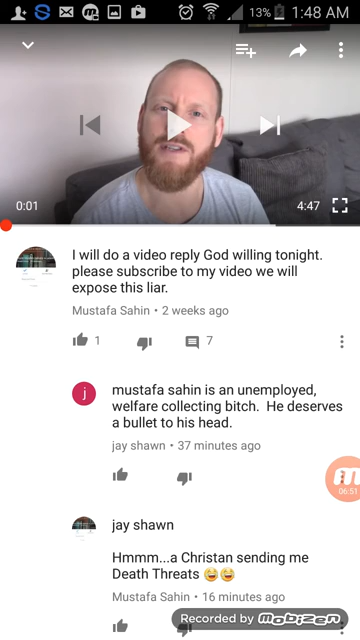 13% 1:48 AM
0:01 4:47
I will do a video reply God willing tonight.
please subscribe to my video we will
expose this liar.
Mustafa Sahin • 2 weeks ago
1 7
j
mustafa sahin is an unemployed,
welfare collecting bitch. He deserves
a bullet to his head.
jay shawn • 37 minutes ago
06:51
jay shawn
Hmmm...a Christan sending me
Death Threats 😅😅
Mustafa Sahin • 16 minutes ago
Recorded by mobizen